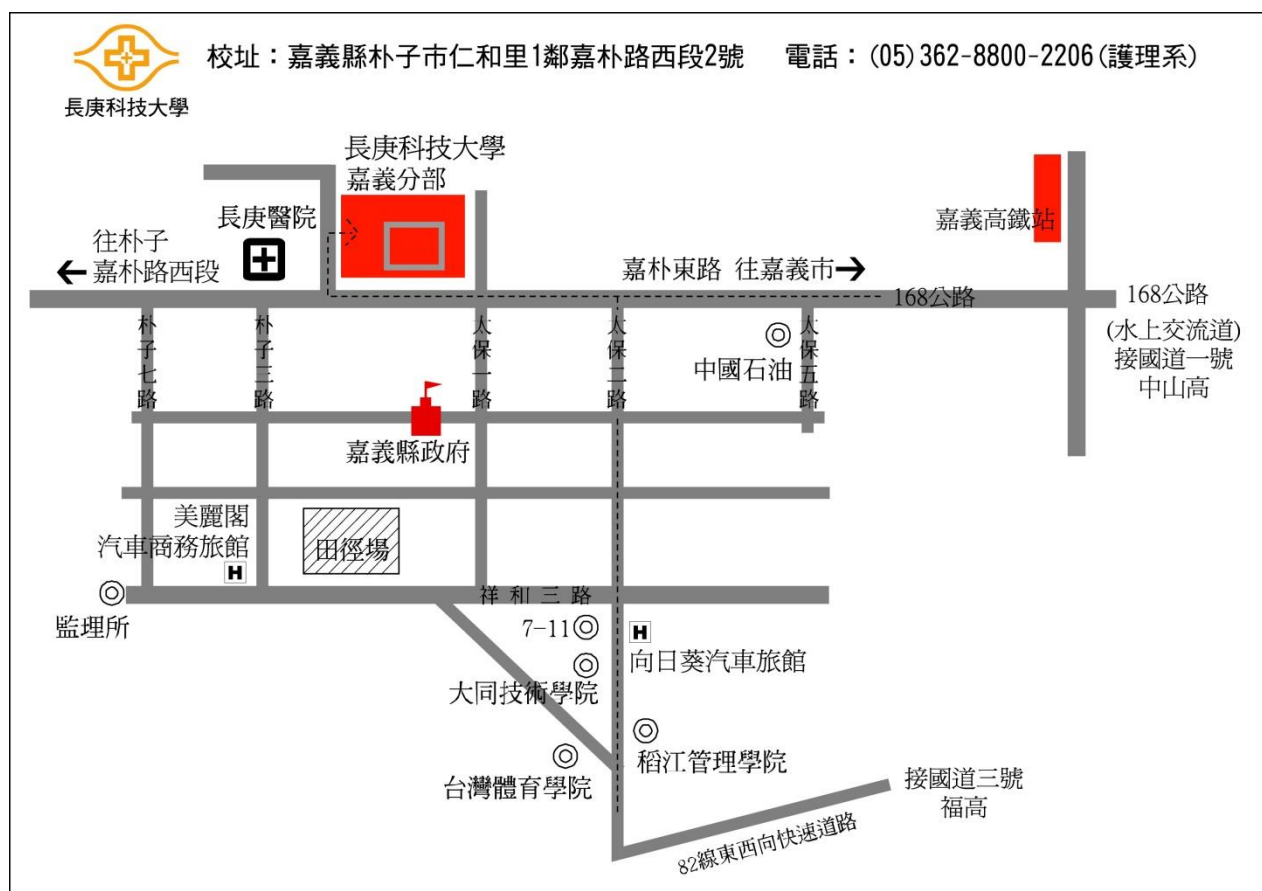 校址：嘉義縣朴子市仁和里1鄰嘉朴路西段2號 電話：(05)362-8800-2206(護理系)
長庚科技大學
長庚科技大學
嘉義分部
長庚醫院
嘉義高鐵站
往朴子
嘉朴路西段
嘉朴東路 往嘉義市
168公路
168公路
(水上交流道)
接國道一號
中山高
朴子七路
朴子三路
太保一路
太保二路
太保五路
中國石油
嘉義縣政府
美麗閣
汽車商務旅館
H
田徑場
祥和三路
監理所
7-11
H
向日葵汽車旅館
大同技術學院
稻江管理學院
台灣體育學院
接國道三號
福高
82線東西向快速道路